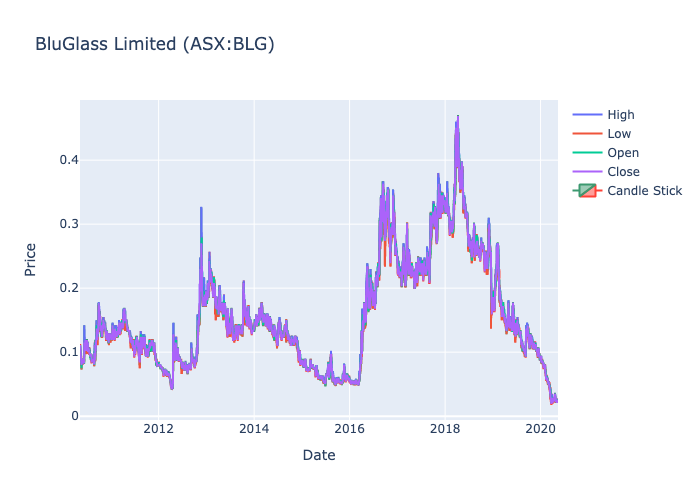 BluGlass Limited (ASX:BLG)
High
Low
Open
Close
Candle Stick
0.4
0.3
0.2
0.1
0
Price
2012
2014
2016
2018
2020
Date